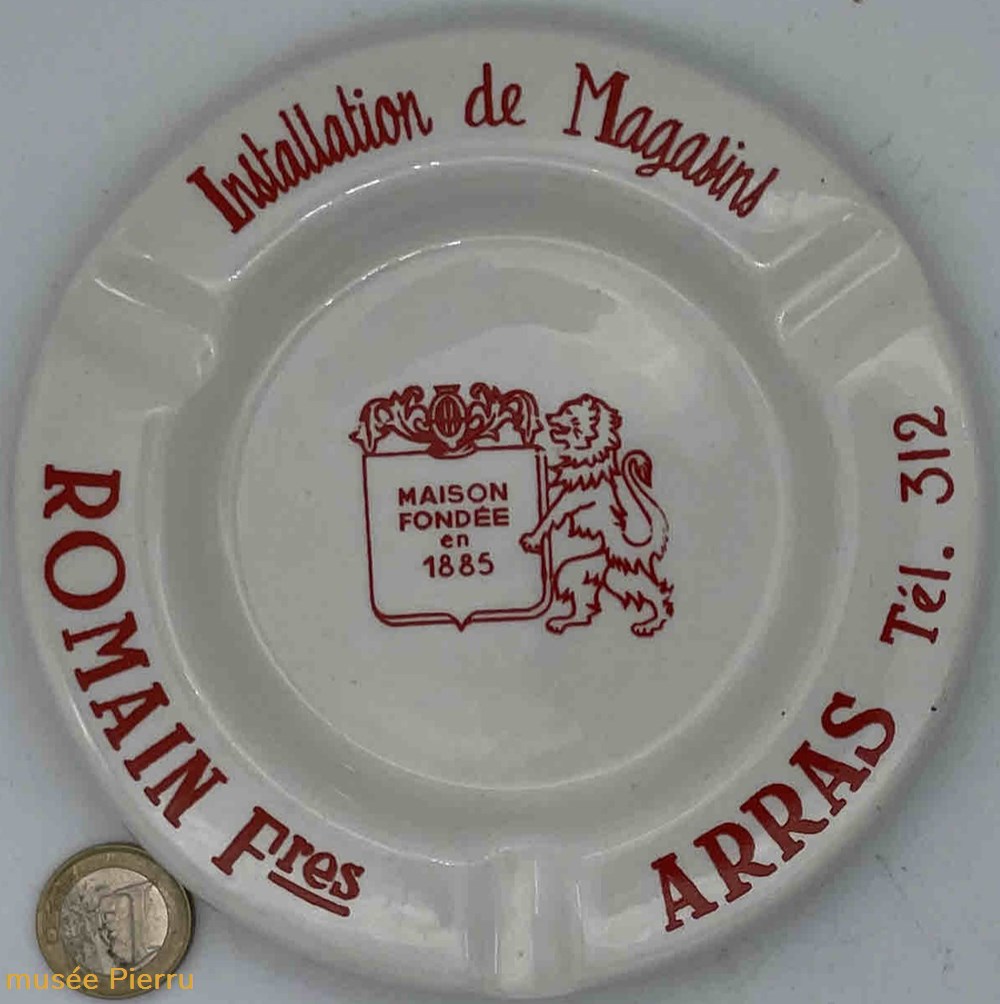 Installation de Magasins
MAISON
FONDÉE
en
1885
ROMAIN Fres
ARRAS Tél. 312
musée Pierru